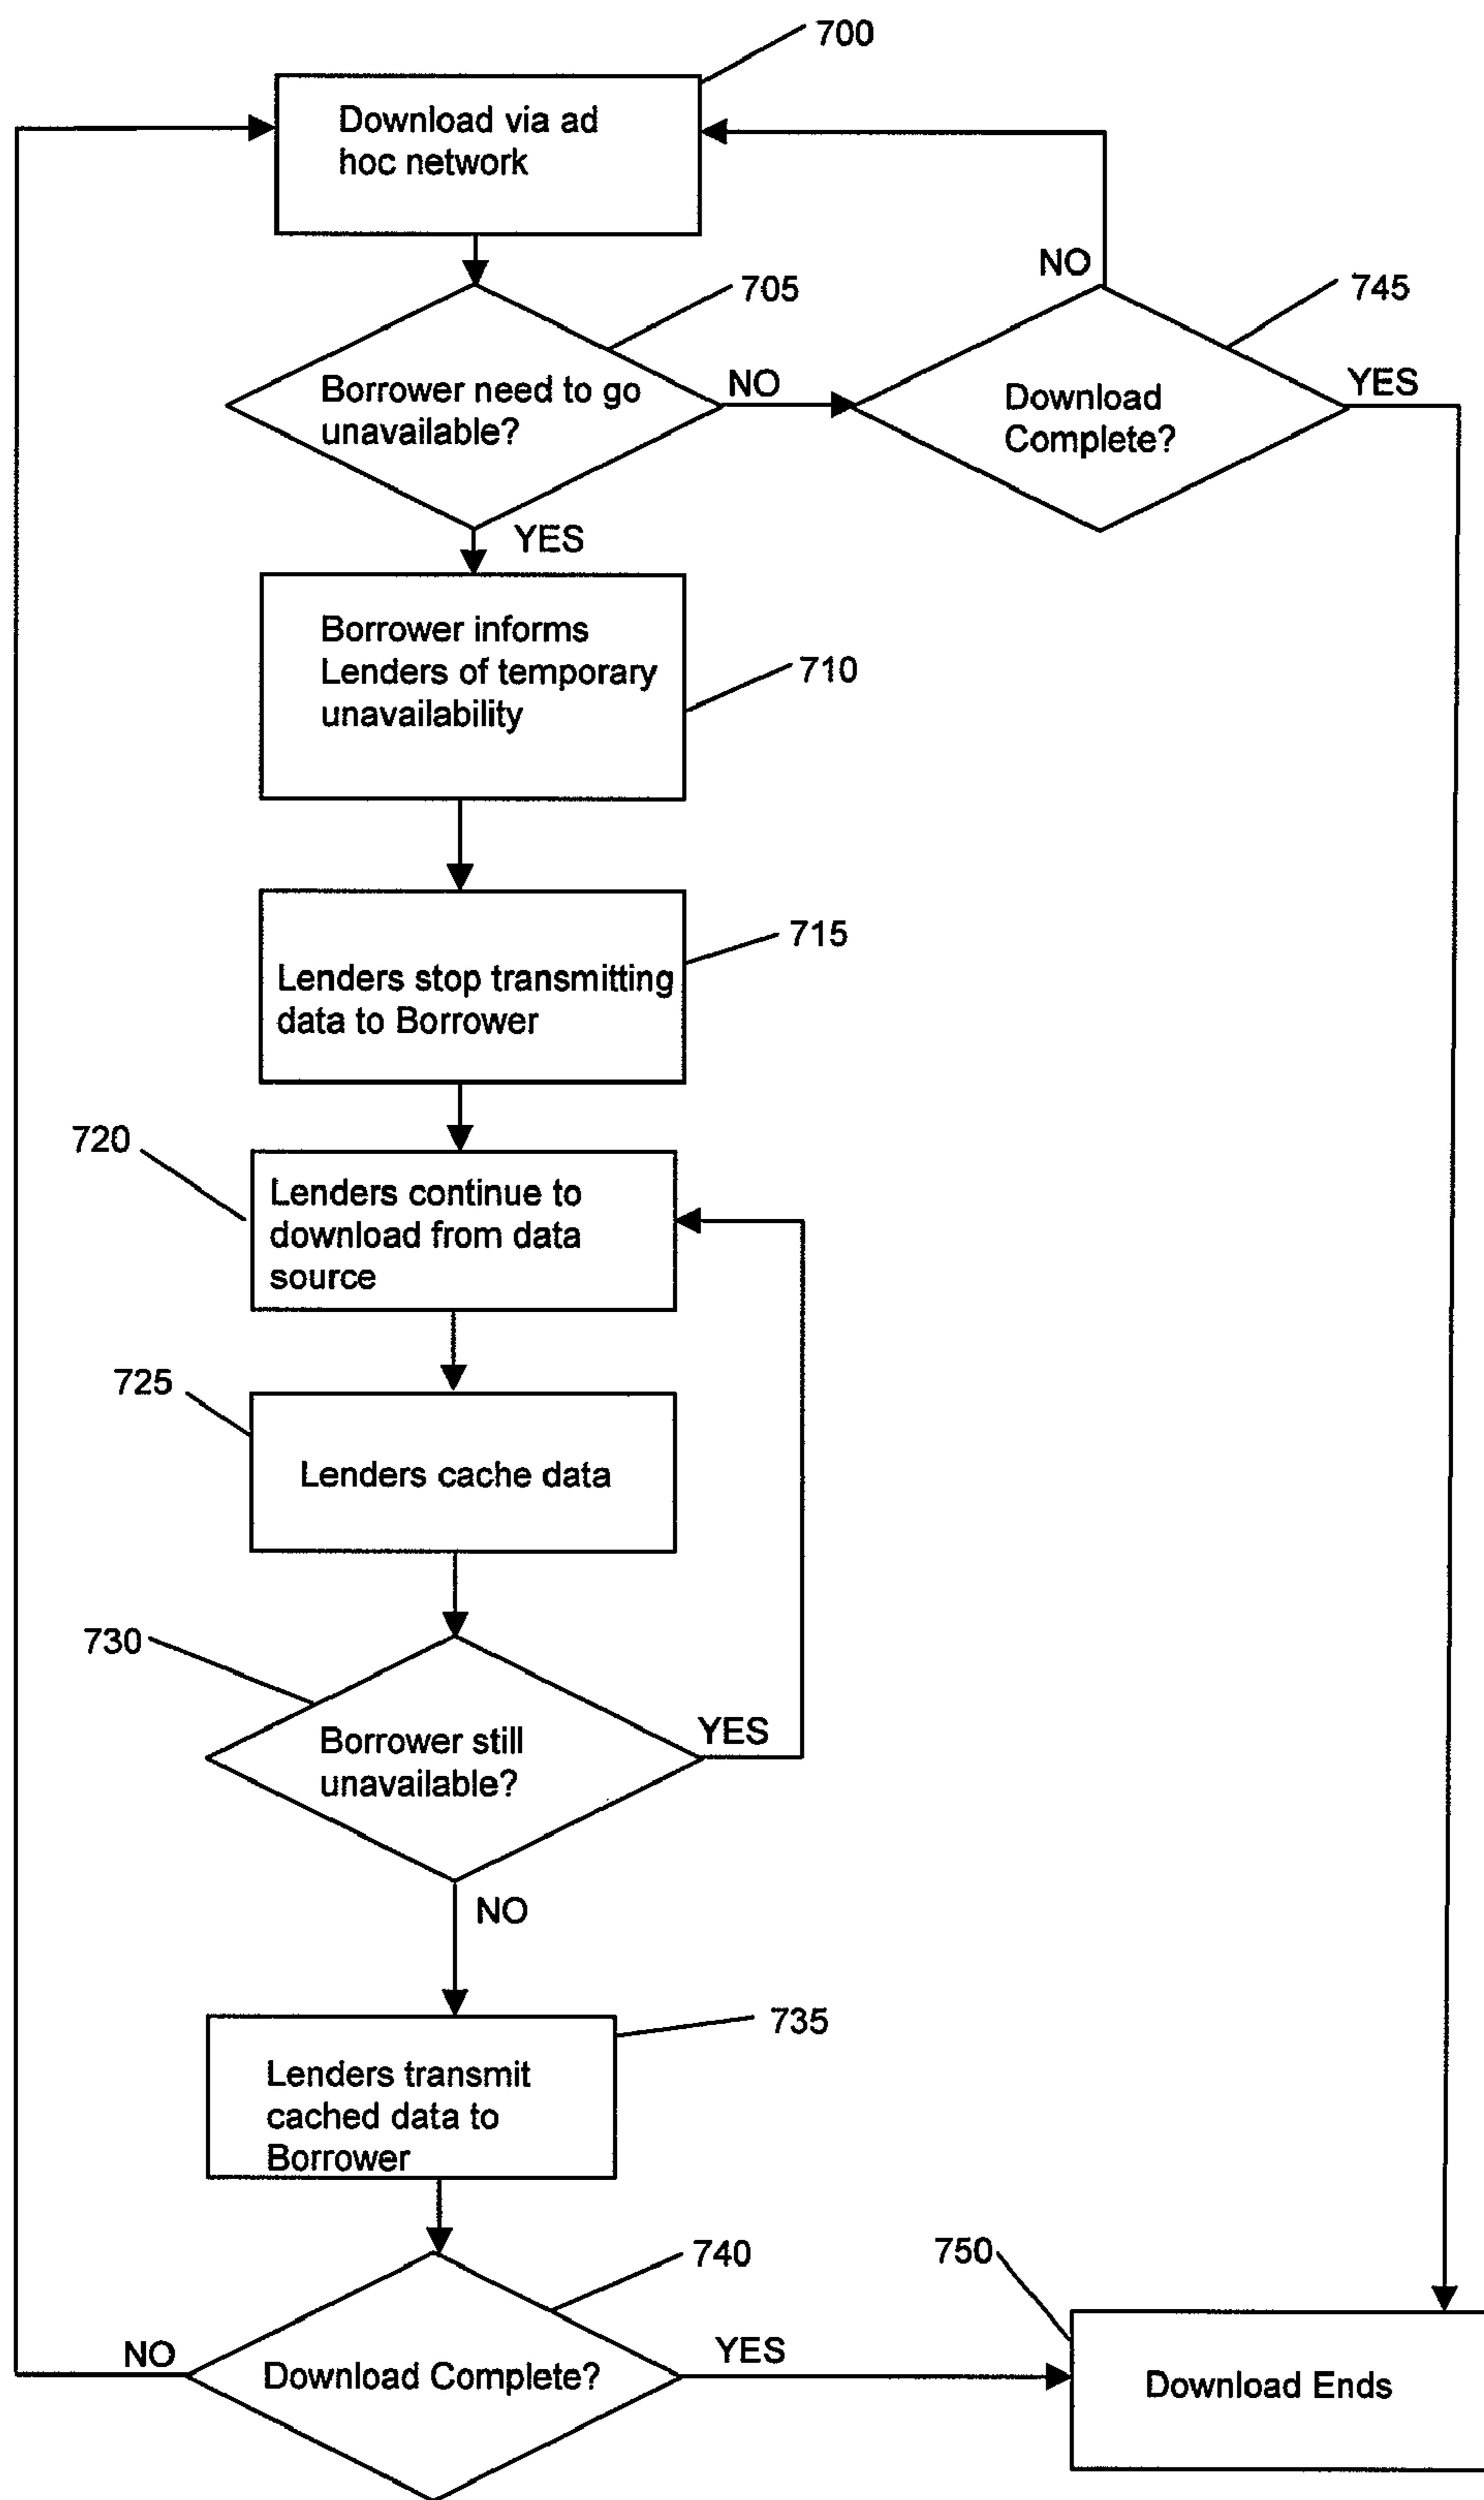 700
Download via ad
hoc network
NO
705
745
Borrower need to go
unavailable?
NO
Download
Complete?
YES
YES
Borrower informs
Lenders of temporary
unavailability
710
715
Lenders stop transmitting
data to Borrower
720
Lenders continue to
download from data
source
725
Lenders cache data
730
Borrower still
unavailable?
YES
NO
735
Lenders transmit
cached data to
Borrower
740
750
NO
Download Complete?
YES
Download Ends